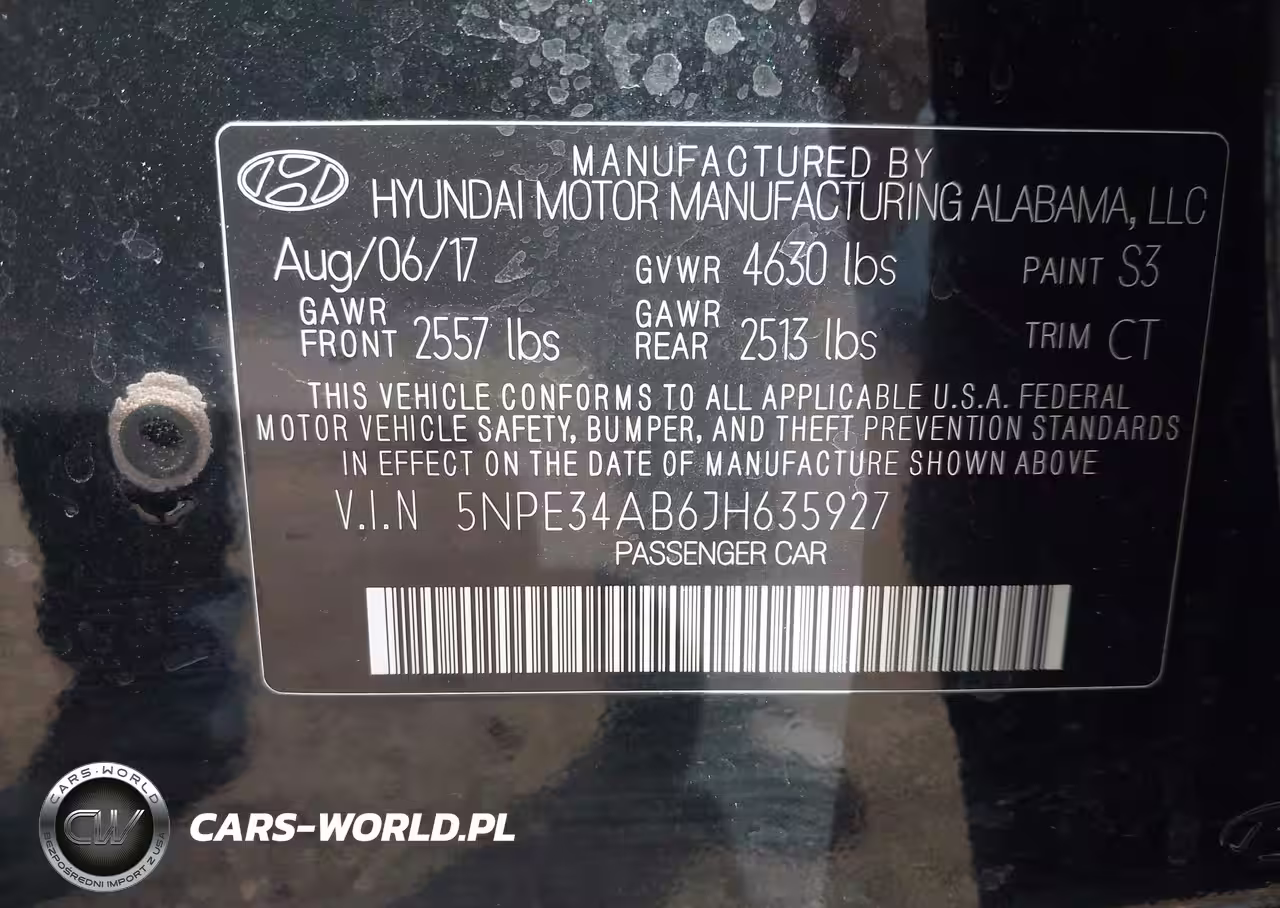 MANUFACTURED BY
HYUNDAI MOTOR MANUFACTURING ALABAMA, LLC
Aug/06/17 GVWR 4630 lbs PAINT S3
GAWR FRONT 2557 lbs GAWR REAR 2513 lbs TRIM CT
THIS VEHICLE CONFORMS TO ALL APPLICABLE U.S.A. FEDERAL
MOTOR VEHICLE SAFETY, BUMPER, AND THEFT PREVENTION STANDARDS
IN EFFECT ON THE DATE OF MANUFACTURE SHOWN ABOVE
V.I.N 5NPE34AB6JH635927
PASSENGER CAR
CARS-WORLD
CW
BEZPOŚREDNI IMPORT Z USA
CARS-WORLD.PL